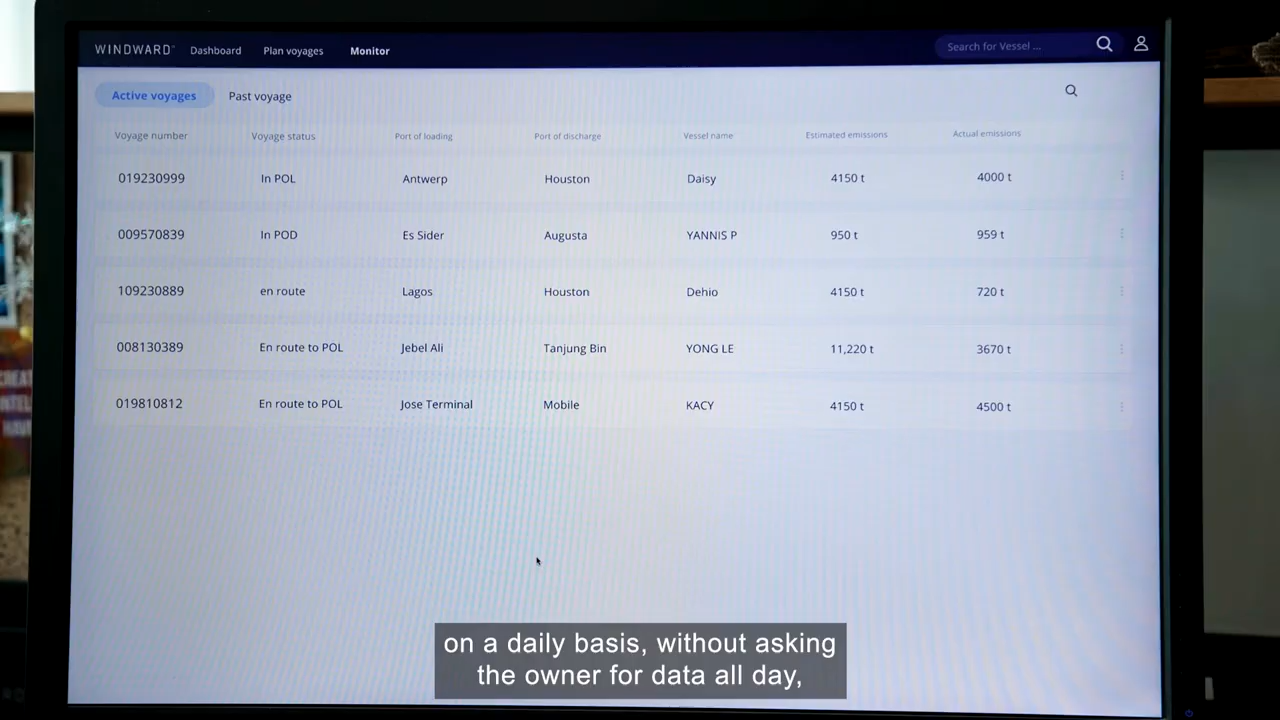 WINDWARD Dashboard Plan voyages Monitor Search for Vessel ...
Active voyages Past voyage
Voyage number Voyage status Port of loading Port of discharge Vessel name Estimated emissions Actual emissions
019230999 In POL Antwerp Houston Daisy 4150 t 4000 t
009570839 In POD Es Sider Augusta YANNIS P 950 t 959 t
109230889 en route Lagos Houston Dehio 4150 t 720 t
008130389 En route to POL Jebel Ali Tanjung Bin YONG LE 11,220 t 3670 t
019810812 En route to POL Jose Terminal Mobile KACY 4150 t 4500 t
on a daily basis, without asking
the owner for data all day,